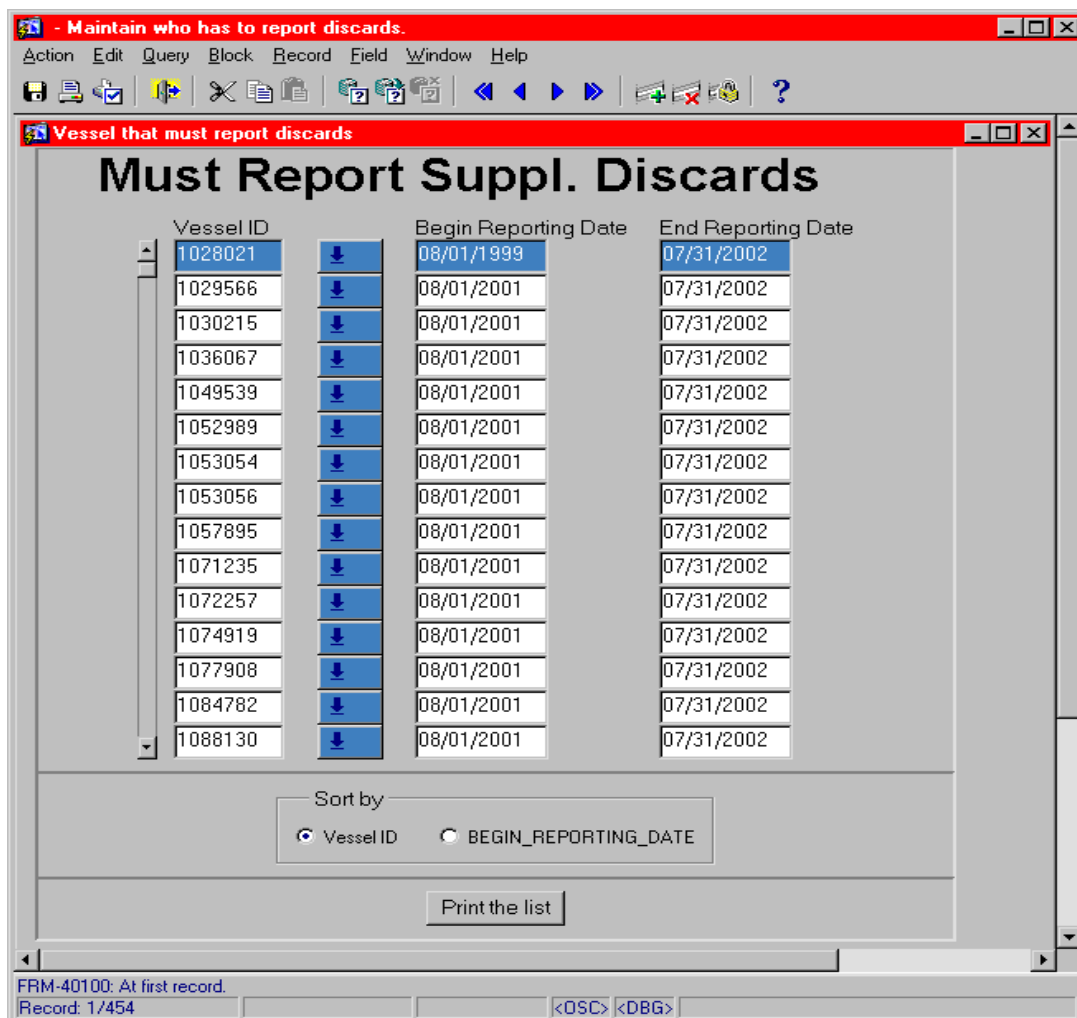 - Maintain who has to report discards.
Action Edit Query Block Record Field Window Help
Vessel that must report discards
Must Report Suppl. Discards
Vessel ID Begin Reporting Date End Reporting Date
1028021 08/01/1999 07/31/2002
1029566 08/01/2001 07/31/2002
1030215 08/01/2001 07/31/2002
1036067 08/01/2001 07/31/2002
1049539 08/01/2001 07/31/2002
1052989 08/01/2001 07/31/2002
1053054 08/01/2001 07/31/2002
1053056 08/01/2001 07/31/2002
1057895 08/01/2001 07/31/2002
1071235 08/01/2001 07/31/2002
1072257 08/01/2001 07/31/2002
1074919 08/01/2001 07/31/2002
1077908 08/01/2001 07/31/2002
1084782 08/01/2001 07/31/2002
1088130 08/01/2001 07/31/2002
Sort by
Vessel ID BEGIN_REPORTING_DATE
Print the list
FRM-40100: At first record.
Record: 1/454 <OSC> <DBG>